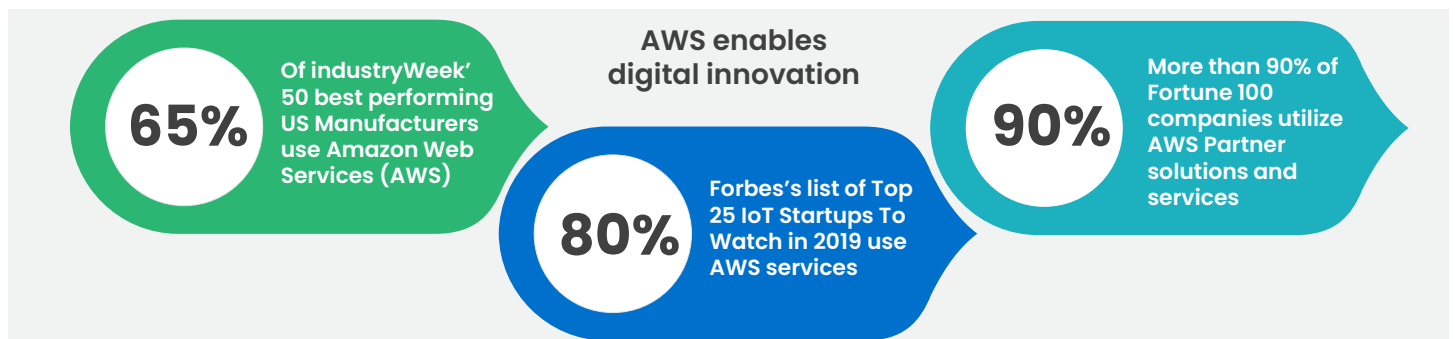 65%
Of industryWeek'
50 best performing
US Manufacturers
use Amazon Web
Services (AWS)
AWS enables
digital innovation
80%
Forbes's list of Top
25 IoT Startups To
Watch in 2019 use
AWS services
90%
More than 90% of
Fortune 100
companies utilize
AWS Partner
solutions and
services